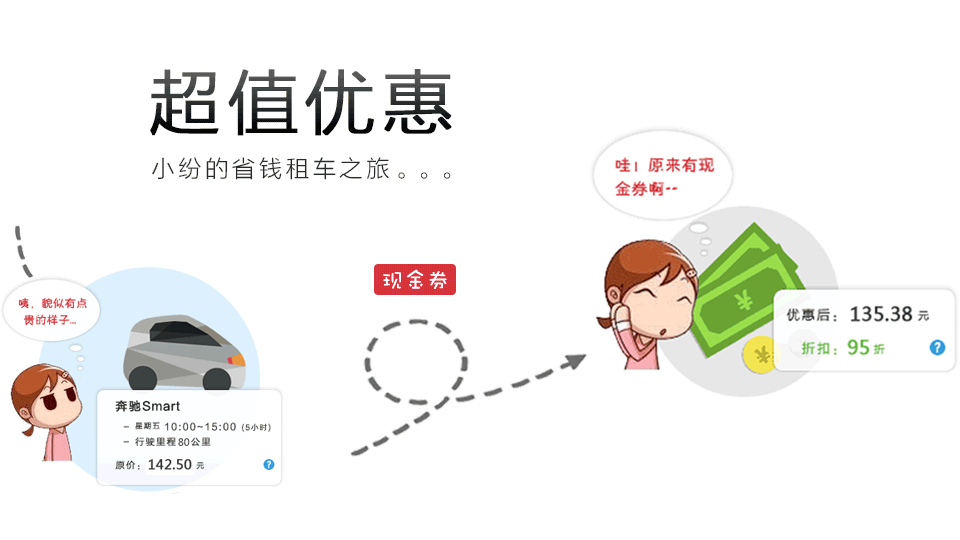 超值优惠
小纷的省钱租车之旅。。。
哇！原来有现
金券啊--
现金券
咦，貌似有点
贵的样子...
优惠后：135.38 元
折扣：95 折
?
奔驰Smart
- 星期五 10:00~15:00 (5小时)
- 行驶里程80公里
原价：142.50 元
?